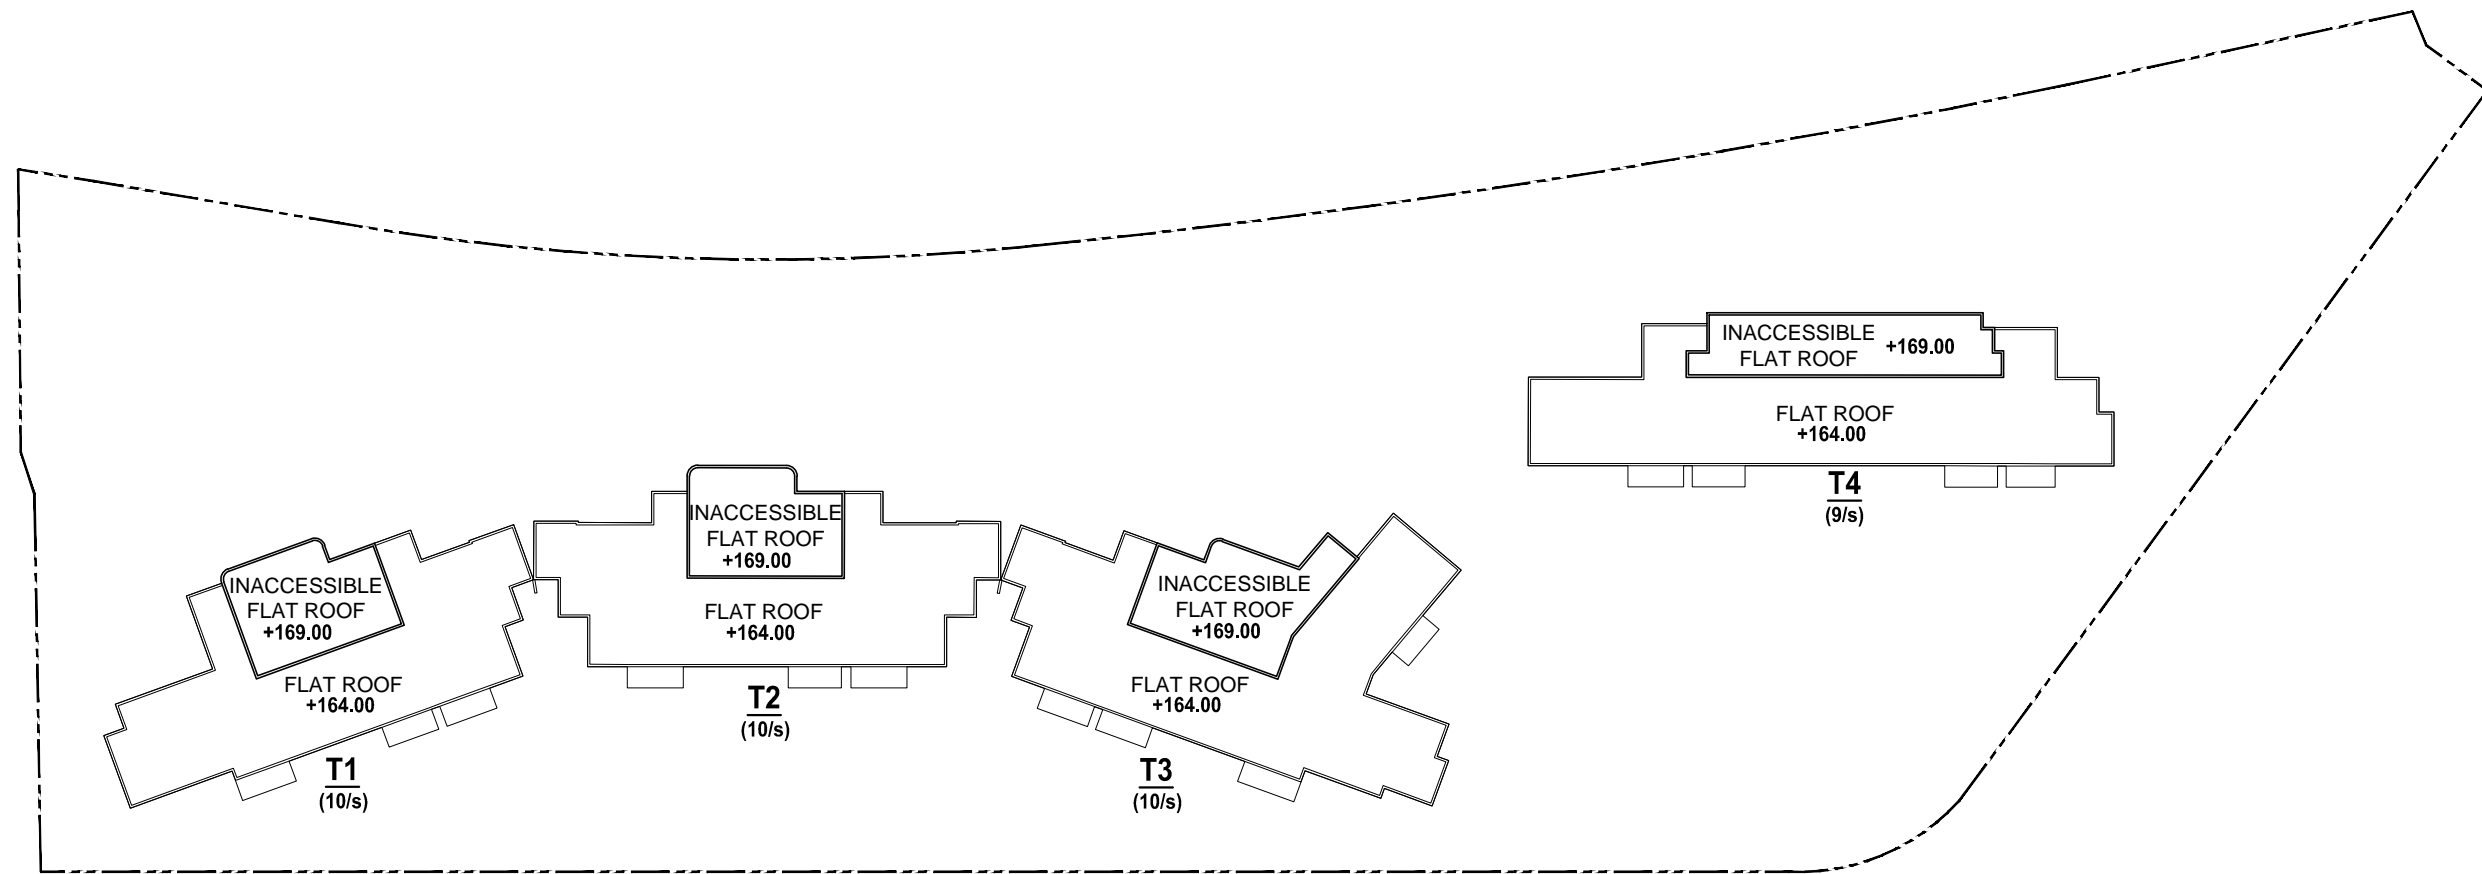 INACCESSIBLE
FLAT ROOF
+169.00
FLAT ROOF
+164.00
T1
(10/s)
INACCESSIBLE
FLAT ROOF
+169.00
FLAT ROOF
+164.00
T2
(10/s)
INACCESSIBLE
FLAT ROOF
+169.00
FLAT ROOF
+164.00
T3
(10/s)
INACCESSIBLE
FLAT ROOF
+169.00
FLAT ROOF
+164.00
T4
(9/s)